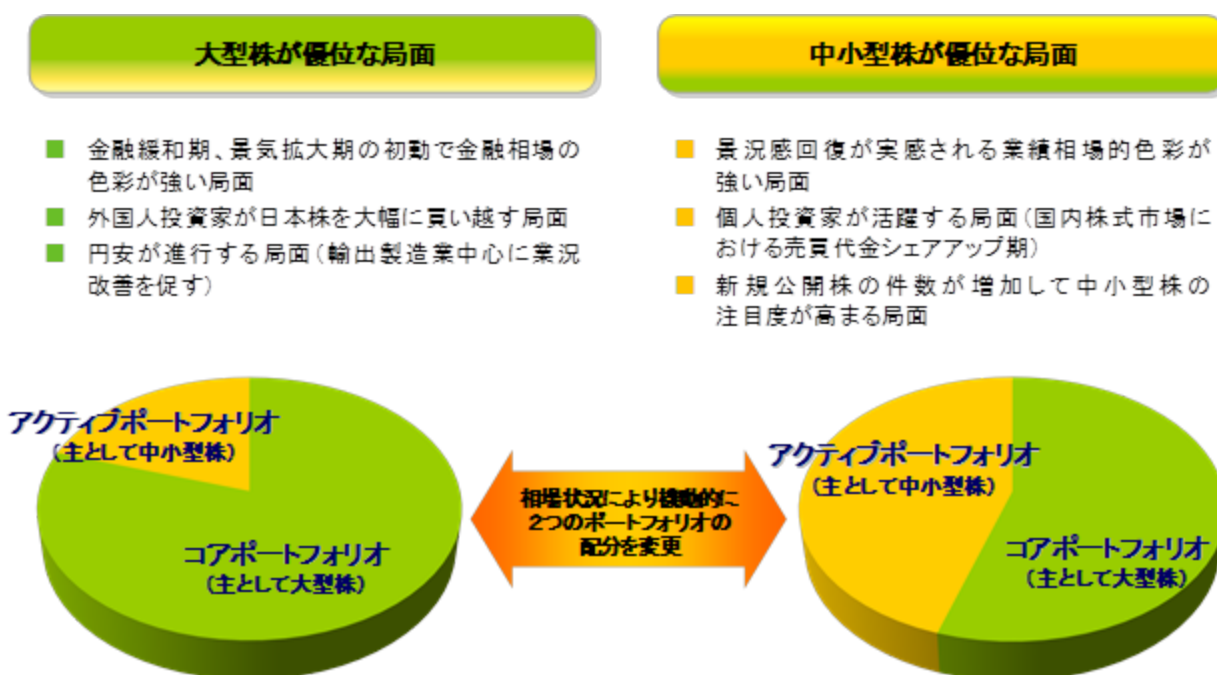 大型株が優位な局面
■ 金融緩和期、景気拡大期の初動で金融相場の
色彩が強い局面
■ 外国人投資家が日本株を大幅に買い越す局面
■ 円安が進行する局面(輸出製造業中心に業況
改善を促す)
中小型株が優位な局面
■ 景況感回復が実感される業績相場的色彩が
強い局面
■ 個人投資家が活躍する局面(国内株式市場に
おける売買代金シェアアップ期)
■ 新規公開株の件数が増加して中小型株の
注目度が高まる局面
アクティブポートフォリオ
(主として中小型株)
コアポートフォリオ
(主として大型株)
相場状況により機動的に
2つのポートフォリオの
配分を変更
アクティブポートフォリオ
(主として中小型株)
コアポートフォリオ
(主として大型株)